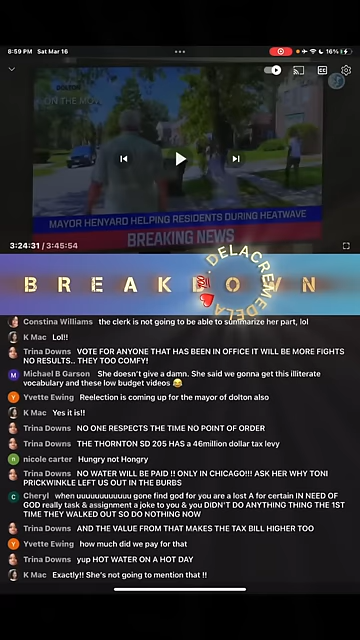 8:59 PM Sat Mar 16
16%
ON THE MOVE
MAYOR HENYARD HELPING RESIDENTS DURING HEATWAVE
BREAKING NEWS
3:24:31 / 3:45:54
DELACREMEDELA
BREAKDOWN
Constina Williams the clerk is not going to be able to summarize her part, lol
K Mac Lol!!
Trina Downs VOTE FOR ANYONE THAT HAS BEEN IN OFFICE IT WILL BE MORE FIGHTS
NO RESULTS.. THEY TOO COMFY!
M Michael B Garson She doesn't give a damn. She said we gonna get this illiterate
vocabulary and these low budget videos 😂
Y Yvette Ewing Reelection is coming up for the mayor of dolton also
K Mac Yes it is!!
Trina Downs NO ONE RESPECTS THE TIME NO POINT OF ORDER
Trina Downs THE THORNTON SD 205 HAS A 46million dollar tax levy
n nicole carter Hungry not Hongry
Trina Downs NO WATER WILL BE PAID !! ONLY IN CHICAGO!!! ASK HER WHY TONI
PRICKWINKLE LEFT US OUT IN THE BURBS
C Cheryl when uuuuuuuuuuu gone find god for you are a lost A for certain IN NEED OF
GOD really task & assignment a joke to you & you DIDN'T DO ANYTHING THING THE 1ST
TIME THEY WALKED OUT SO DO NOTHING NOW
Trina Downs AND THE VALUE FROM THAT MAKES THE TAX BILL HIGHER TOO
Y Yvette Ewing how much did we pay for that
Trina Downs yup HOT WATER ON A HOT DAY
K Mac Exactly!! She's not going to mention that !!